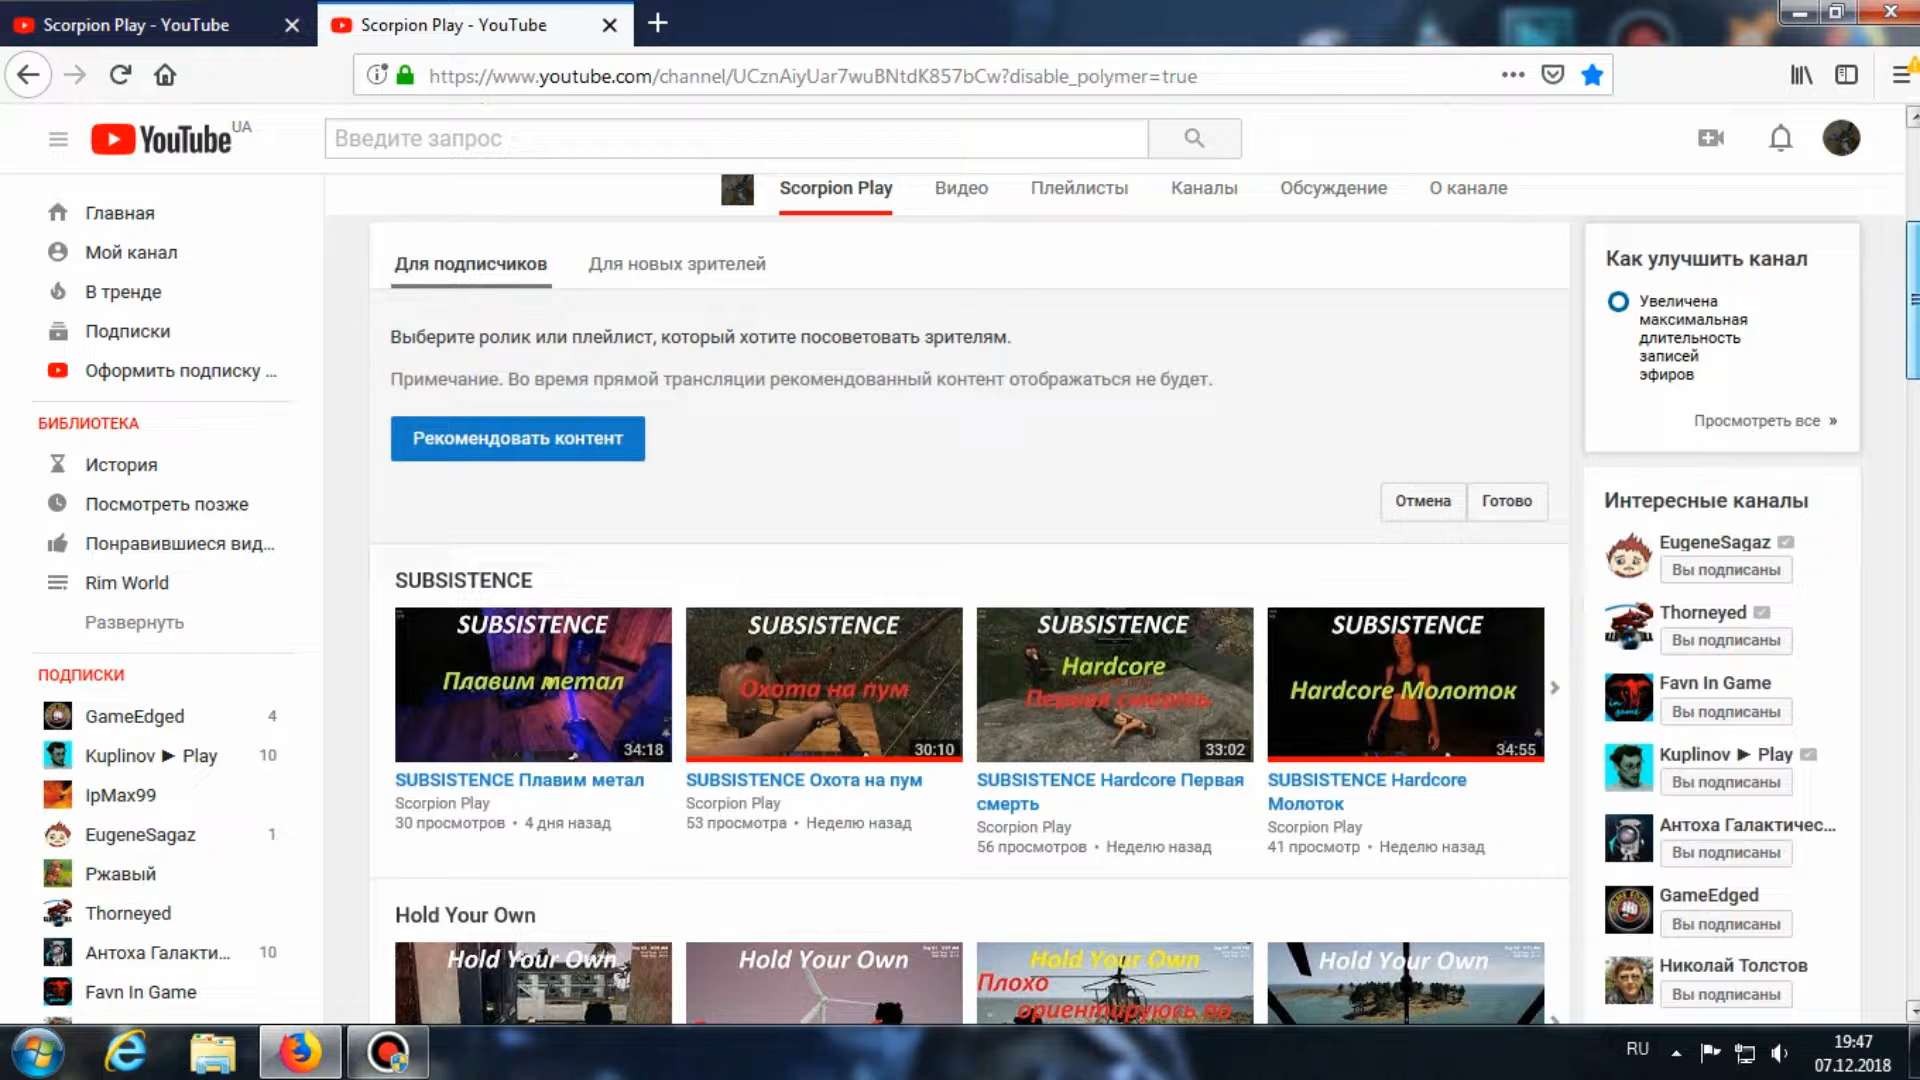 Scorpion Play - YouTube
Scorpion Play - YouTube
https://www.youtube.com/channel/UCznAiyUar7wuBNtdK857bCw?disable_polymer=true
YouTube UA
Введите запрос
Scorpion Play Видео Плейлисты Каналы Обсуждение О канале
Главная
Мой канал
В тренде
Подписки
Оформить подписку ...
БИБЛИОТЕКА
История
Посмотреть позже
Понравившиеся вид...
Rim World
Развернуть
ПОДПИСКИ
GameEdged 4
Kuplinov ► Play 10
IpMax99
EugeneSagaz 1
Ржавый
Thorneyed
Антоха Галакти... 10
Favn In Game
Для подписчиков Для новых зрителей
Выберите ролик или плейлист, который хотите посоветовать зрителям.
Примечание. Во время прямой трансляции рекомендованный контент отображаться не будет.
Рекомендовать контент
Отмена Готово
SUBSISTENCE
SUBSISTENCE
Плавим метал
34:18
SUBSISTENCE Плавим метал
Scorpion Play
30 просмотров • 4 дня назад
SUBSISTENCE
Охота на пум
30:10
SUBSISTENCE Охота на пум
Scorpion Play
53 просмотра • Неделю назад
SUBSISTENCE
Hardcore
Первая смерть
33:02
SUBSISTENCE Hardcore Первая
смерть
Scorpion Play
56 просмотров • Неделю назад
SUBSISTENCE
Hardcore Молоток
34:55
SUBSISTENCE Hardcore
Молоток
Scorpion Play
41 просмотр • Неделю назад
Hold Your Own
Hold Your Own
Hold Your Own
Hold Your Own
Плохо
ориентируюсь по
Hold Your Own
Как улучшить канал
Увеличена
максимальная
длительность
записей
эфиров
Просмотреть все »
Интересные каналы
EugeneSagaz
Вы подписаны
Thorneyed
Вы подписаны
Favn In Game
Вы подписаны
Kuplinov ► Play
Вы подписаны
Антоха Галактичес...
Вы подписаны
GameEdged
Вы подписаны
Николай Толстов
Вы подписаны
RU
19:47
07.12.2018